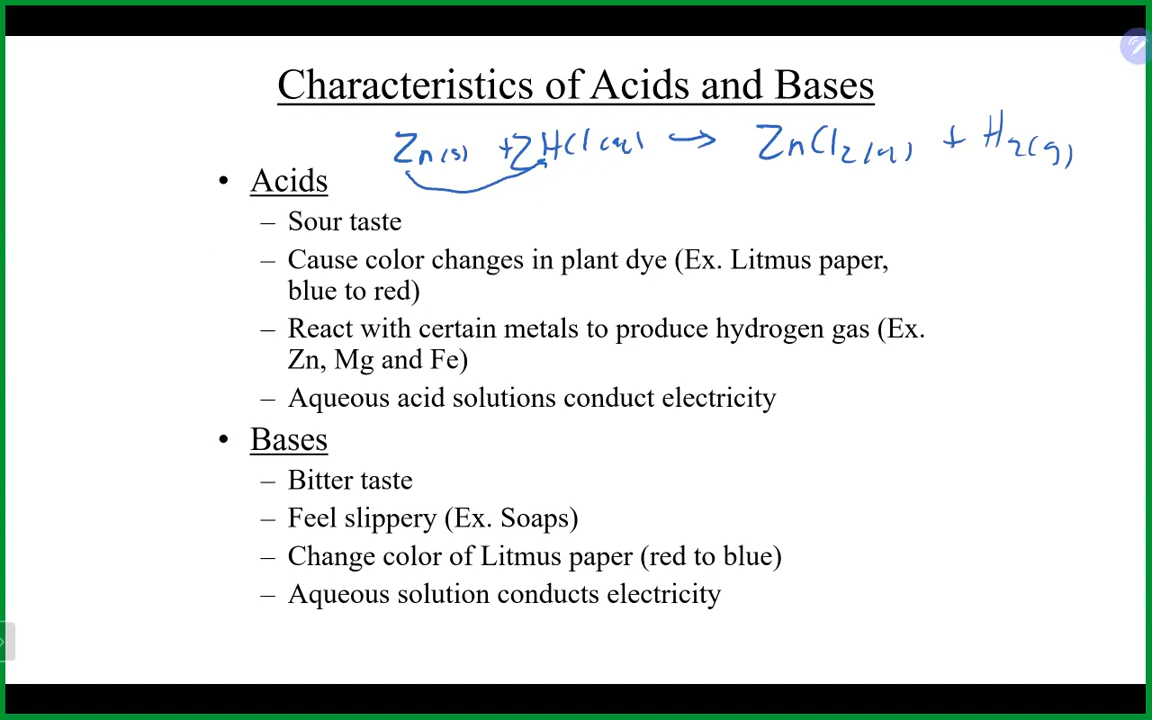 Characteristics of Acids and Bases
Zn(s) + 2HCl(aq) → ZnCl2(aq) + H2(g)
• Acids
– Sour taste
– Cause color changes in plant dye (Ex. Litmus paper,
blue to red)
– React with certain metals to produce hydrogen gas (Ex.
Zn, Mg and Fe)
– Aqueous acid solutions conduct electricity
• Bases
– Bitter taste
– Feel slippery (Ex. Soaps)
– Change color of Litmus paper (red to blue)
– Aqueous solution conducts electricity